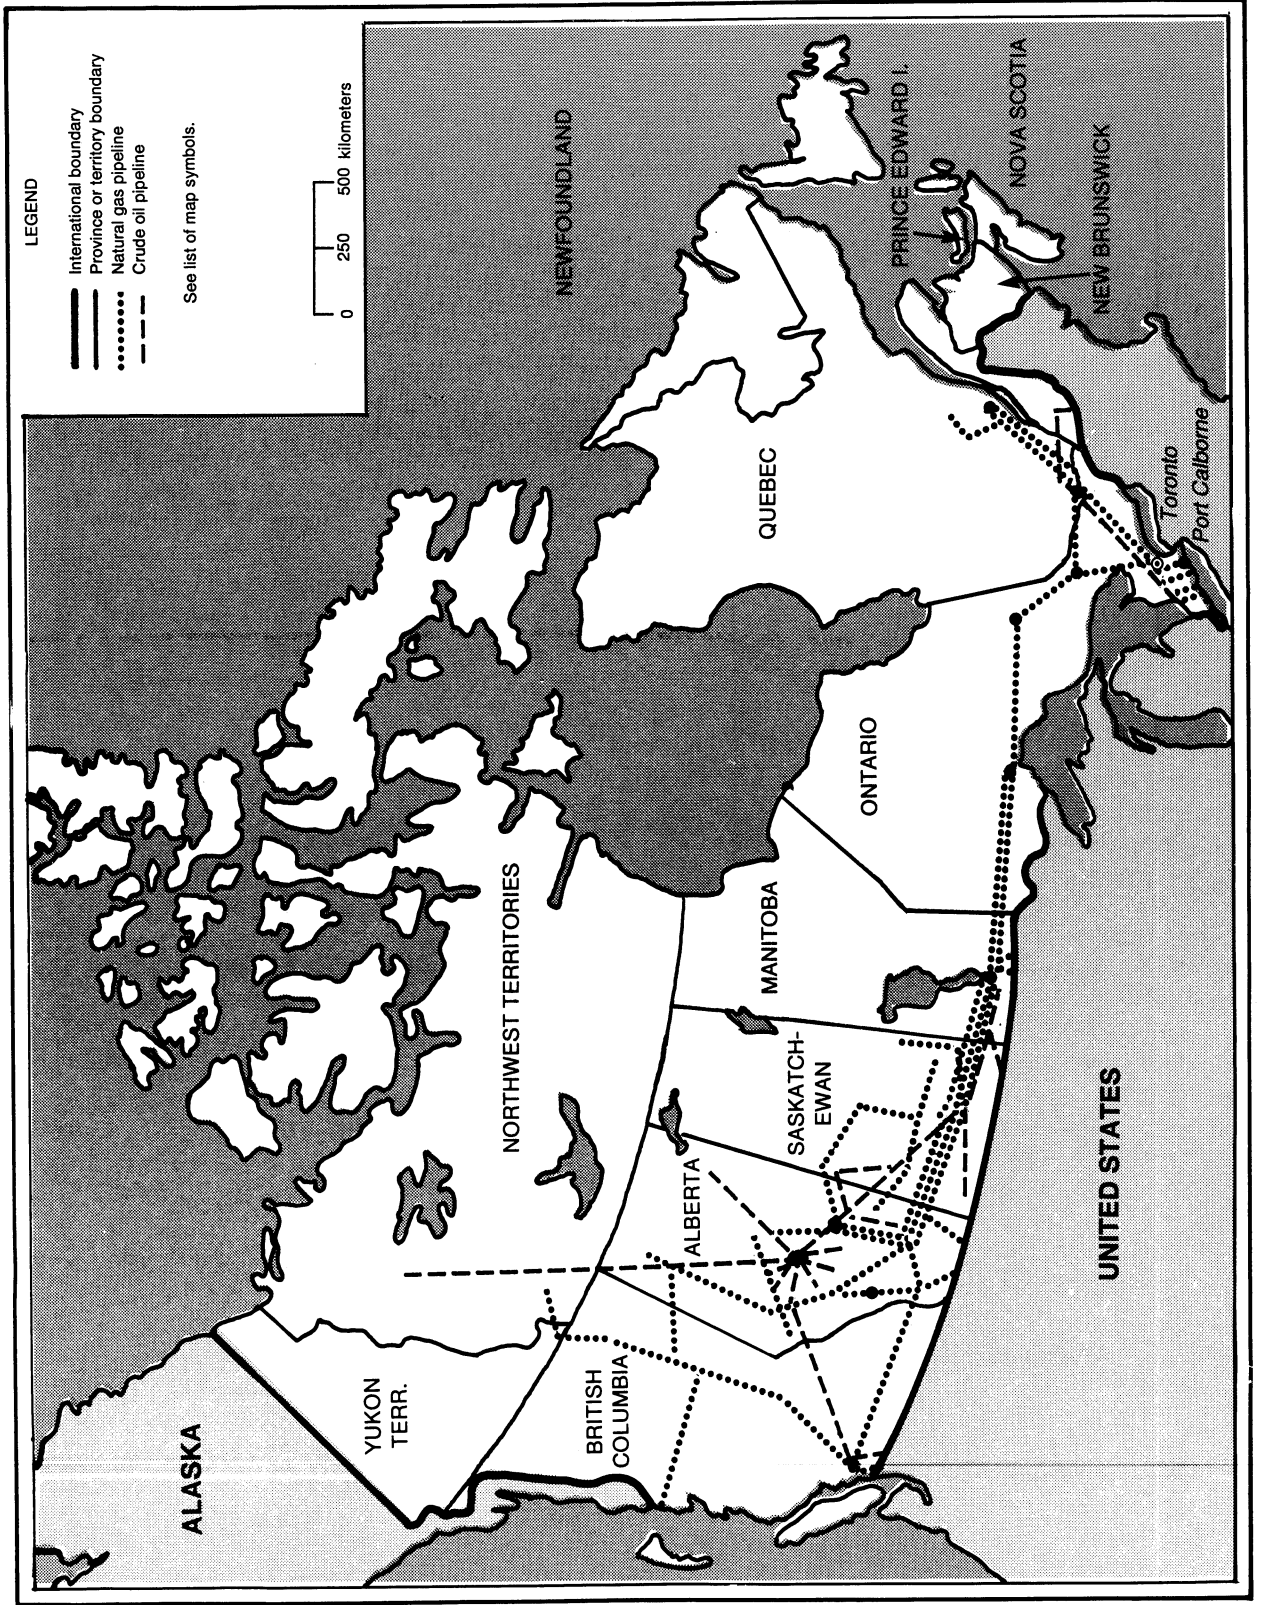 LEGEND
International boundary
Province or territory boundary
Natural gas pipeline
Crude oil pipeline
See list of map symbols.
0 250 500 kilometers
ALASKA
YUKON
TERR.
NORTHWEST TERRITORIES
BRITISH
COLUMBIA
ALBERTA
SASKATCH-
EWAN
MANITOBA
ONTARIO
QUEBEC
NEWFOUNDLAND
PRINCE EDWARD I.
NOVA SCOTIA
NEW BRUNSWICK
Toronto
Port Calborne
UNITED STATES